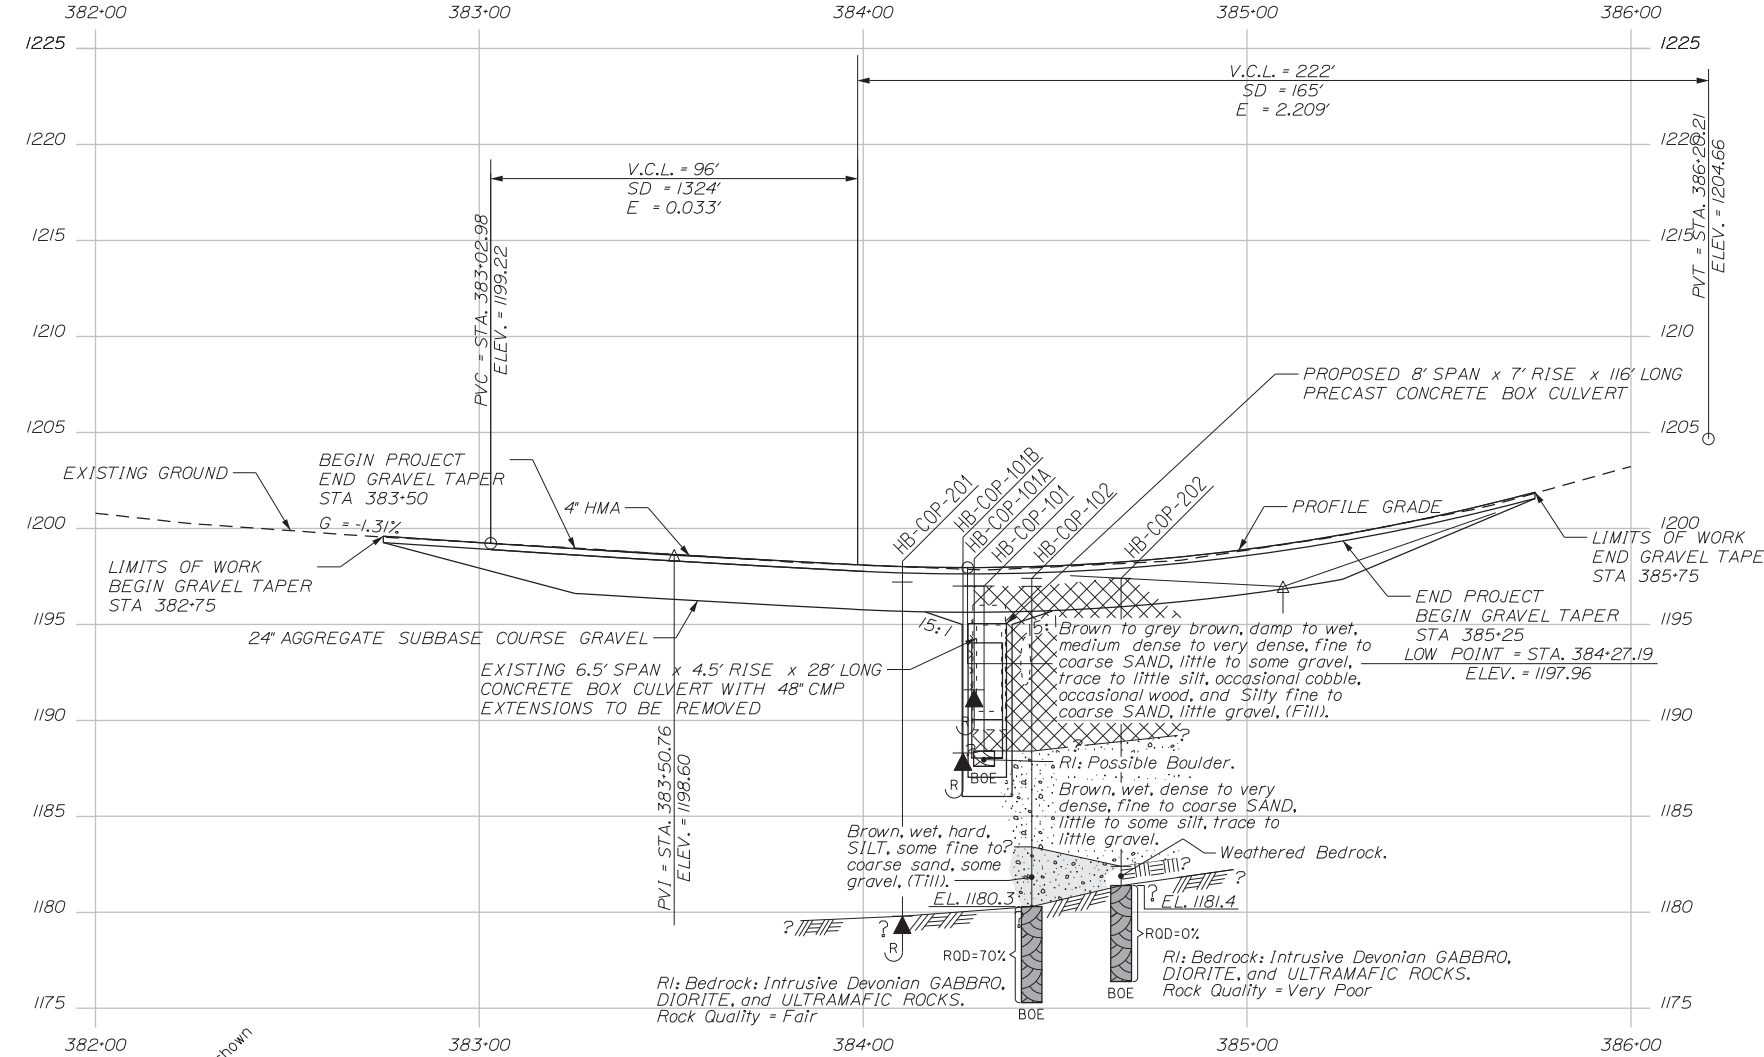 382+00 383+00 384+00 385+00 386+00
1225 1225
V.C.L. = 222'
SD = 165'
E = 2.209'
1220 1220
PVT = STA. 386+20.21
ELEV. = 1204.66
V.C.L. = 96'
SD = 1324'
E = 0.033'
1215 1215
PVC = STA. 383+02.98
ELEV. = 1199.22
1210 1210
PROPOSED 8' SPAN x 7' RISE x 116' LONG
PRECAST CONCRETE BOX CULVERT
1205 1205
EXISTING GROUND
BEGIN PROJECT
END GRAVEL TAPER
STA 383+50
G = -1.31%
4" HMA
HB-COP-201
HB-COP-101B
HB-COP-101A
HB-COP-101
HB-COP-102
HB-COP-202
PROFILE GRADE
1200 1200
LIMITS OF WORK
BEGIN GRAVEL TAPER
STA 382+75
LIMITS OF WORK
END GRAVEL TAPE
STA 385+75
END PROJECT
BEGIN GRAVEL TAPER
STA 385+25
1195 1195
24" AGGREGATE SUBBASE COURSE GRAVEL
15:1
5:1
LOW POINT = STA. 384+27.19
ELEV. = 1197.96
EXISTING 6.5' SPAN x 4.5' RISE x 28' LONG
CONCRETE BOX CULVERT WITH 48" CMP
EXTENSIONS TO BE REMOVED
Brown to grey brown, damp to wet,
medium dense to very dense, fine to
coarse SAND, little to some gravel,
trace to little silt, occasional cobble,
occasional wood, and Silty fine to
coarse SAND, little gravel, (Fill).
1190 1190
PVI = STA. 383+50.76
ELEV. = 1198.60
R
?
?
?
R1: Possible Boulder.
BOE
R
Brown, wet, dense to very
dense, fine to coarse SAND,
little to some silt, trace to
little gravel.
1185 1185
Brown, wet, hard,
SILT, some fine to?
coarse sand, some
gravel, (Till).
Weathered Bedrock.
?
?
EL. 1180.3
?
EL. 1181.4
1180 1180
?
?
?
R
RQD=70%
RQD=0%
R1: Bedrock: Intrusive Devonian GABBRO,
DIORITE, and ULTRAMAFIC ROCKS.
Rock Quality = Fair
BOE
R1: Bedrock: Intrusive Devonian GABBRO,
DIORITE, and ULTRAMAFIC ROCKS.
Rock Quality = Very Poor
BOE
1175 1175
hown
382+00 383+00 384+00 385+00 386+00